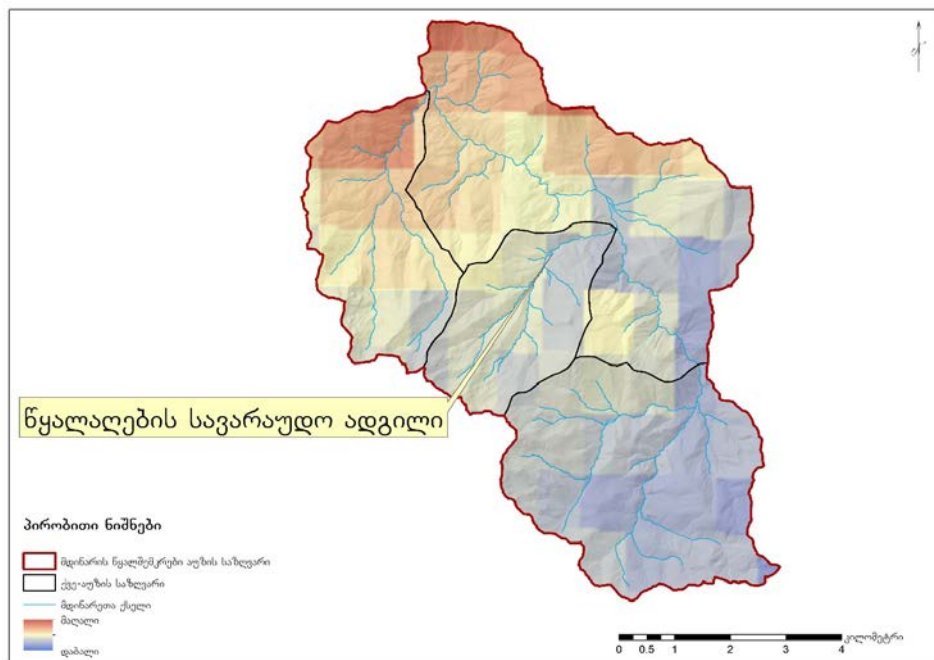 წყალაღების სავარაუდო ადგილი
პირობითი ნიშნები
მდინარის წყალშემკრები აუზის საზღვარი
ქვე-აუზის საზღვარი
მდინარეთა ქსელი
მაღალი
დაბალი
კილომეტრი
0 0.5 1 2 3 4